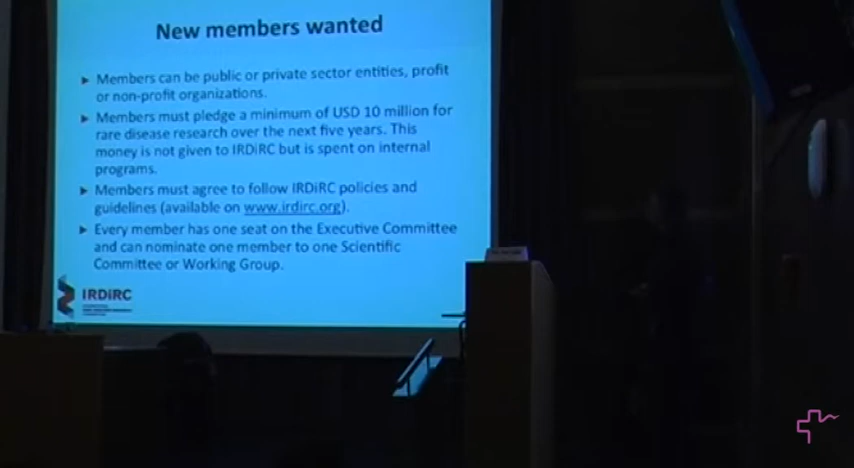 New members wanted
► Members can be public or private sector entities, profit
or non-profit organizations.
► Members must pledge a minimum of USD 10 million for
rare disease research over the next five years. This
money is not given to IRDiRC but is spent on internal
programs.
► Members must agree to follow IRDiRC policies and
guidelines (available on www.irdirc.org).
► Every member has one seat on the Executive Committee
and can nominate one member to one Scientific
Committee or Working Group.
IRDiRC